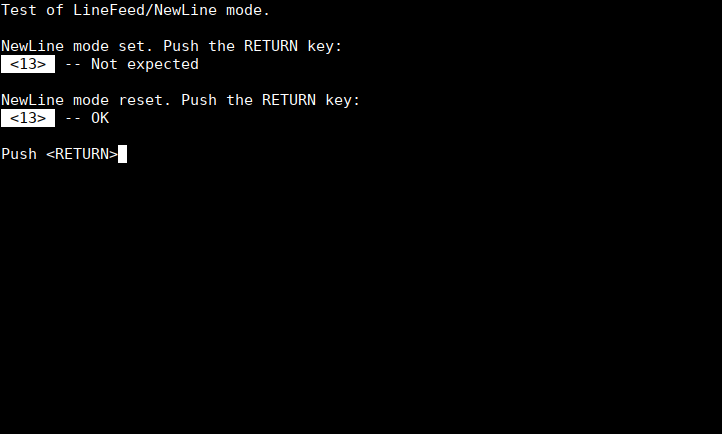 Test of LineFeed/NewLine mode.
NewLine mode set. Push the RETURN key:
<13> -- Not expected
NewLine mode reset. Push the RETURN key:
<13> -- OK
Push <RETURN>